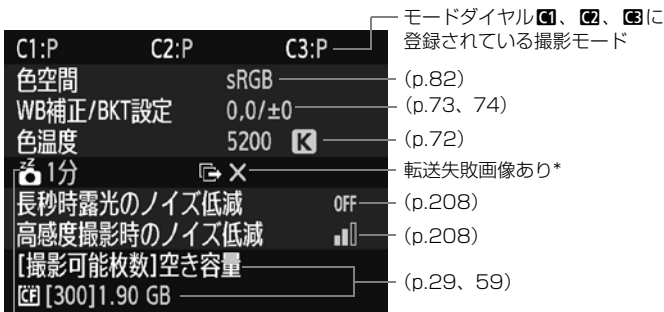 モードダイヤルC1、C2、C3に
登録されている撮影モード
C1:P C2:P C3:P
色空間 sRGB (p.82)
WB補正/BKT設定 0,0/±0 (p.73、74)
色温度 5200 K (p.72)
zz 1分 転送失敗画像あり*
長秒時露光のノイズ低減 OFF (p.208)
高感度撮影時のノイズ低減 (p.208)
[撮影可能枚数]空き容量 (p.29、59)
CF [300]1.90 GB